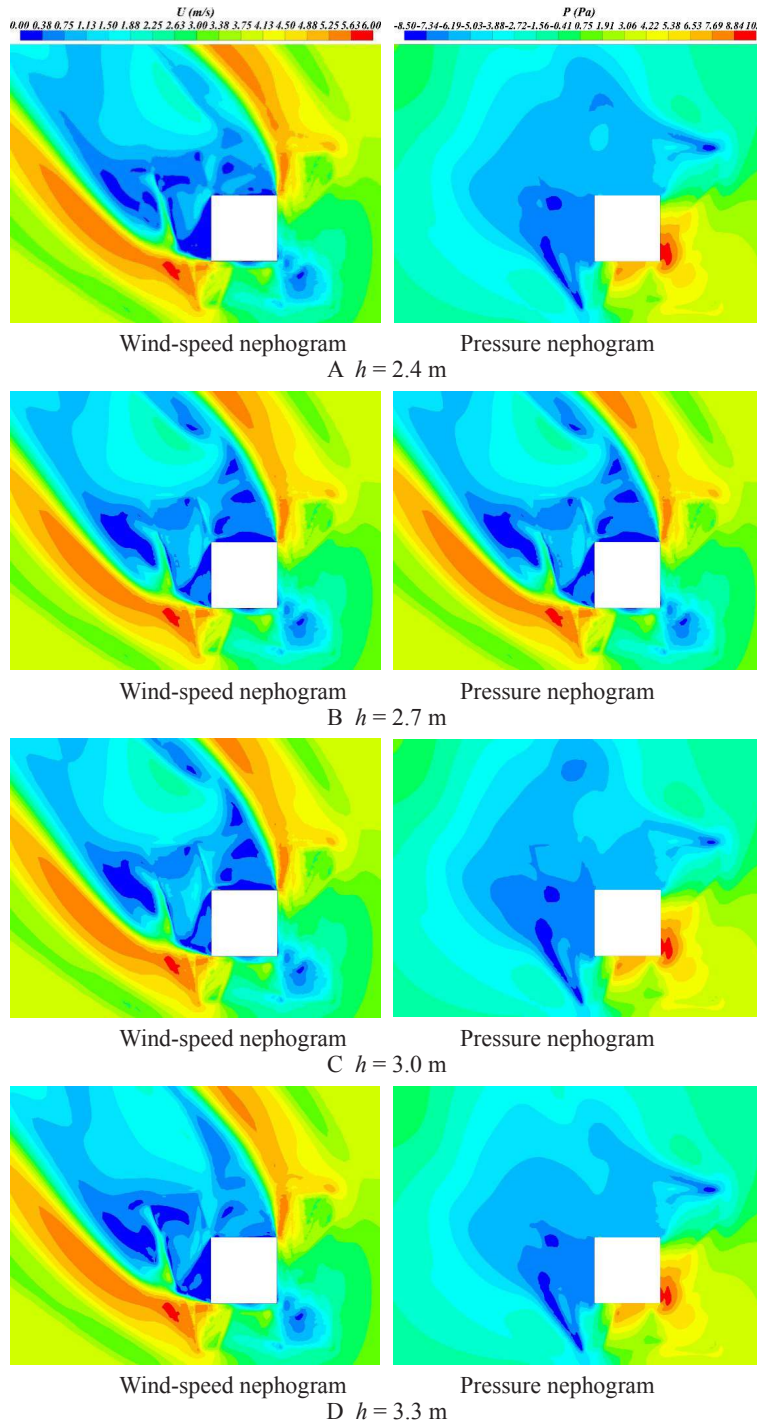 U (m/s)
0.00 0.38 0.75 1.13 1.50 1.88 2.25 2.63 3.00 3.38 3.75 4.13 4.50 4.88 5.25 5.63 6.00
P (Pa)
-8.50 -7.34 -6.19 -5.03 -3.88 -2.72 -1.56 -0.41 0.75 1.91 3.06 4.22 5.38 6.53 7.69 8.84 10.
Wind-speed nephogram Pressure nephogram
A h = 2.4 m
Wind-speed nephogram Pressure nephogram
B h = 2.7 m
Wind-speed nephogram Pressure nephogram
C h = 3.0 m
Wind-speed nephogram Pressure nephogram
D h = 3.3 m